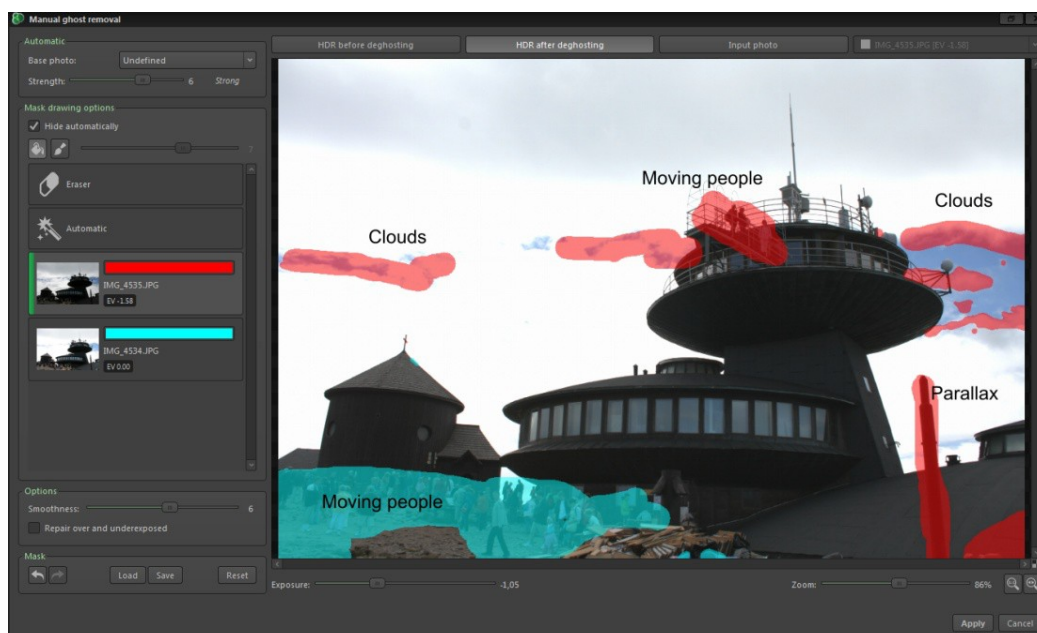 Manual ghost removal
Automatic
Base photo: Undefined
Strength: 6 Strong
Mask drawing options
Hide automatically
7
Eraser
Automatic
IMG_4535.JPG
EV -1.58
IMG_4534.JPG
EV 0.00
Options
Smoothness: 6
Repair over and underexposed
Mask
Load Save Reset
HDR before deghosting HDR after deghosting Input photo IMG_4535.JPG [EV -1.58]
Moving people
Clouds
Clouds
Parallax
Moving people
Exposure: -1,05 Zoom: 86%
Apply Cancel